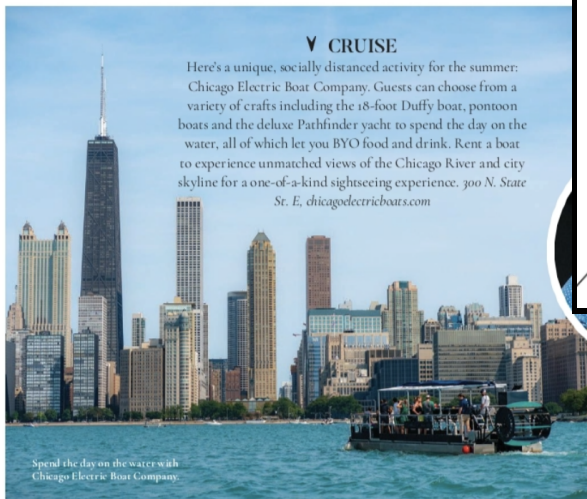 CRUISE
Here's a unique, socially distanced activity for the summer:
Chicago Electric Boat Company. Guests can choose from a
variety of crafts including the 18-foot Duffy boat, pontoon
boats and the deluxe Pathfinder yacht to spend the day on the
water, all of which let you BYO food and drink. Rent a boat
to experience unmatched views of the Chicago River and city
skyline for a one-of-a-kind sightseeing experience. 300 N. State
St. E, chicagoelectricboats.com
Spend the day on the water with
Chicago Electric Boat Company.